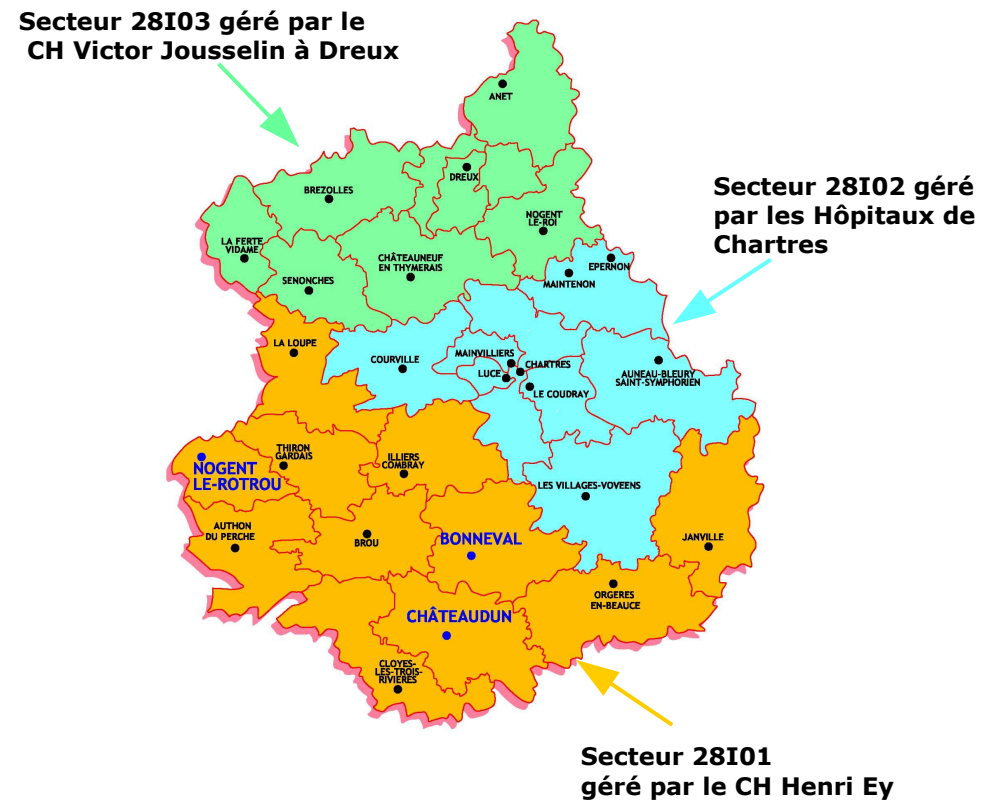 Secteur 28I03 géré par le
CH Victor Jousselin à Dreux
ANET
DREUX
BREZOLLES
Secteur 28I02 géré
par les Hôpitaux de
Chartres
NOGENT
LE-ROI
LA FERTE
VIDAME
CHÂTEAUNEUF
EN THYMERAIS
EPERNON
MAINTENON
SENONCHES
LA LOUPE
COURVILLE
MAINVILLIERS
CHARTRES
LUCE
LE COUDRAY
AUNEAU-BLEURY
SAINT-SYMPHORIEN
THIRON
GARDAIS
ILLIERS
COMBRAY
NOGENT
LE-ROTROU
LES VILLAGES-VOVEENS
AUTHON
DU PERCHE
BROU
BONNEVAL
JANVILLE
ORGERES
EN-BEAUCE
CHÂTEAUDUN
CLOYES-
LES-TROIS-
RIVIERES
Secteur 28I01
géré par le CH Henri Ey